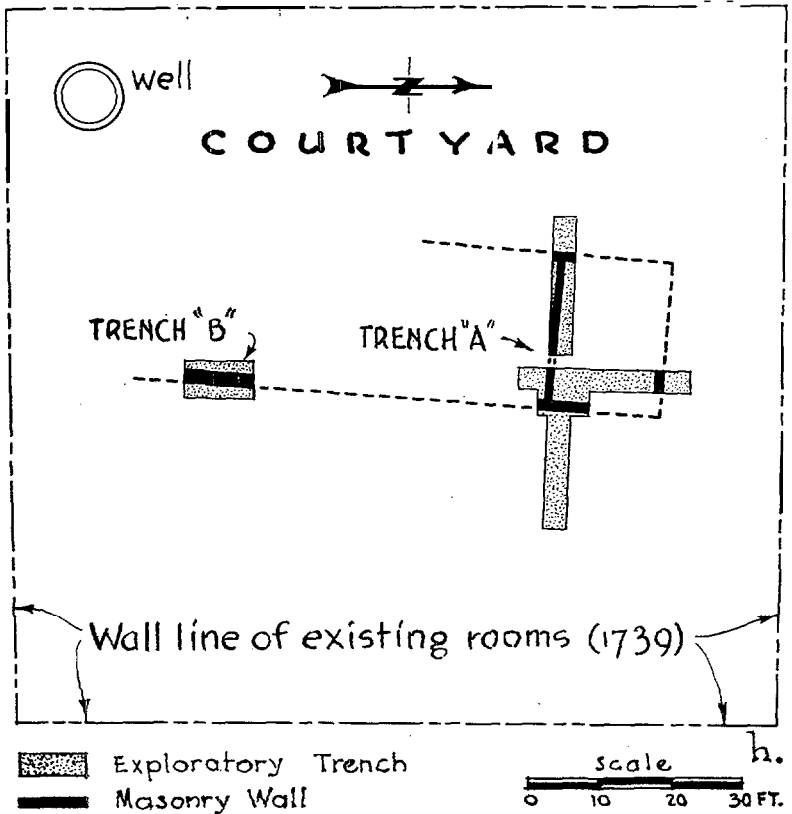 well
N
COURTYARD
TRENCH "B"
TRENCH "A"
Wall line of existing rooms (1739)
h.
Exploratory Trench
Masonry Wall
scale
0 10 20 30 FT.